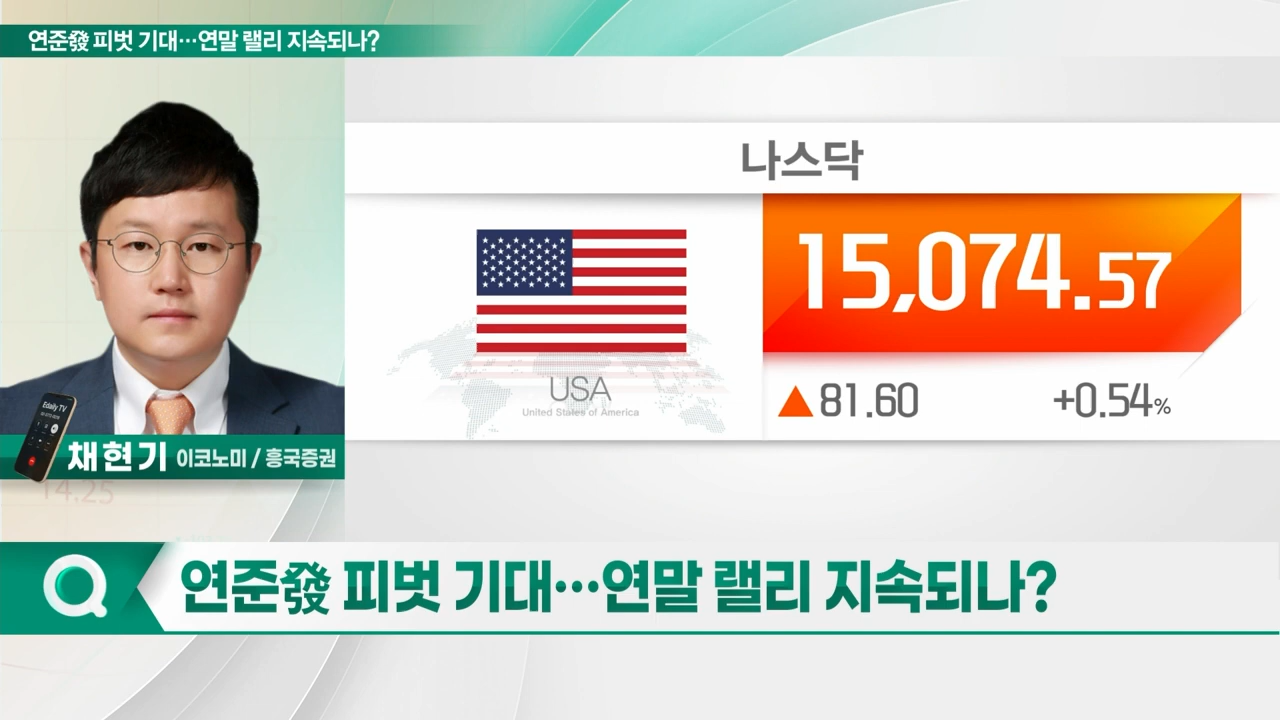 연준發 피벗 기대…연말 랠리 지속되나?
나스닥
15,074.57
USA
United States of America
▲81.60 +0.54%
Edaily TV
채현기 이코노미 / 흥국증권
14.25
연준發 피벗 기대…연말 랠리 지속되나?